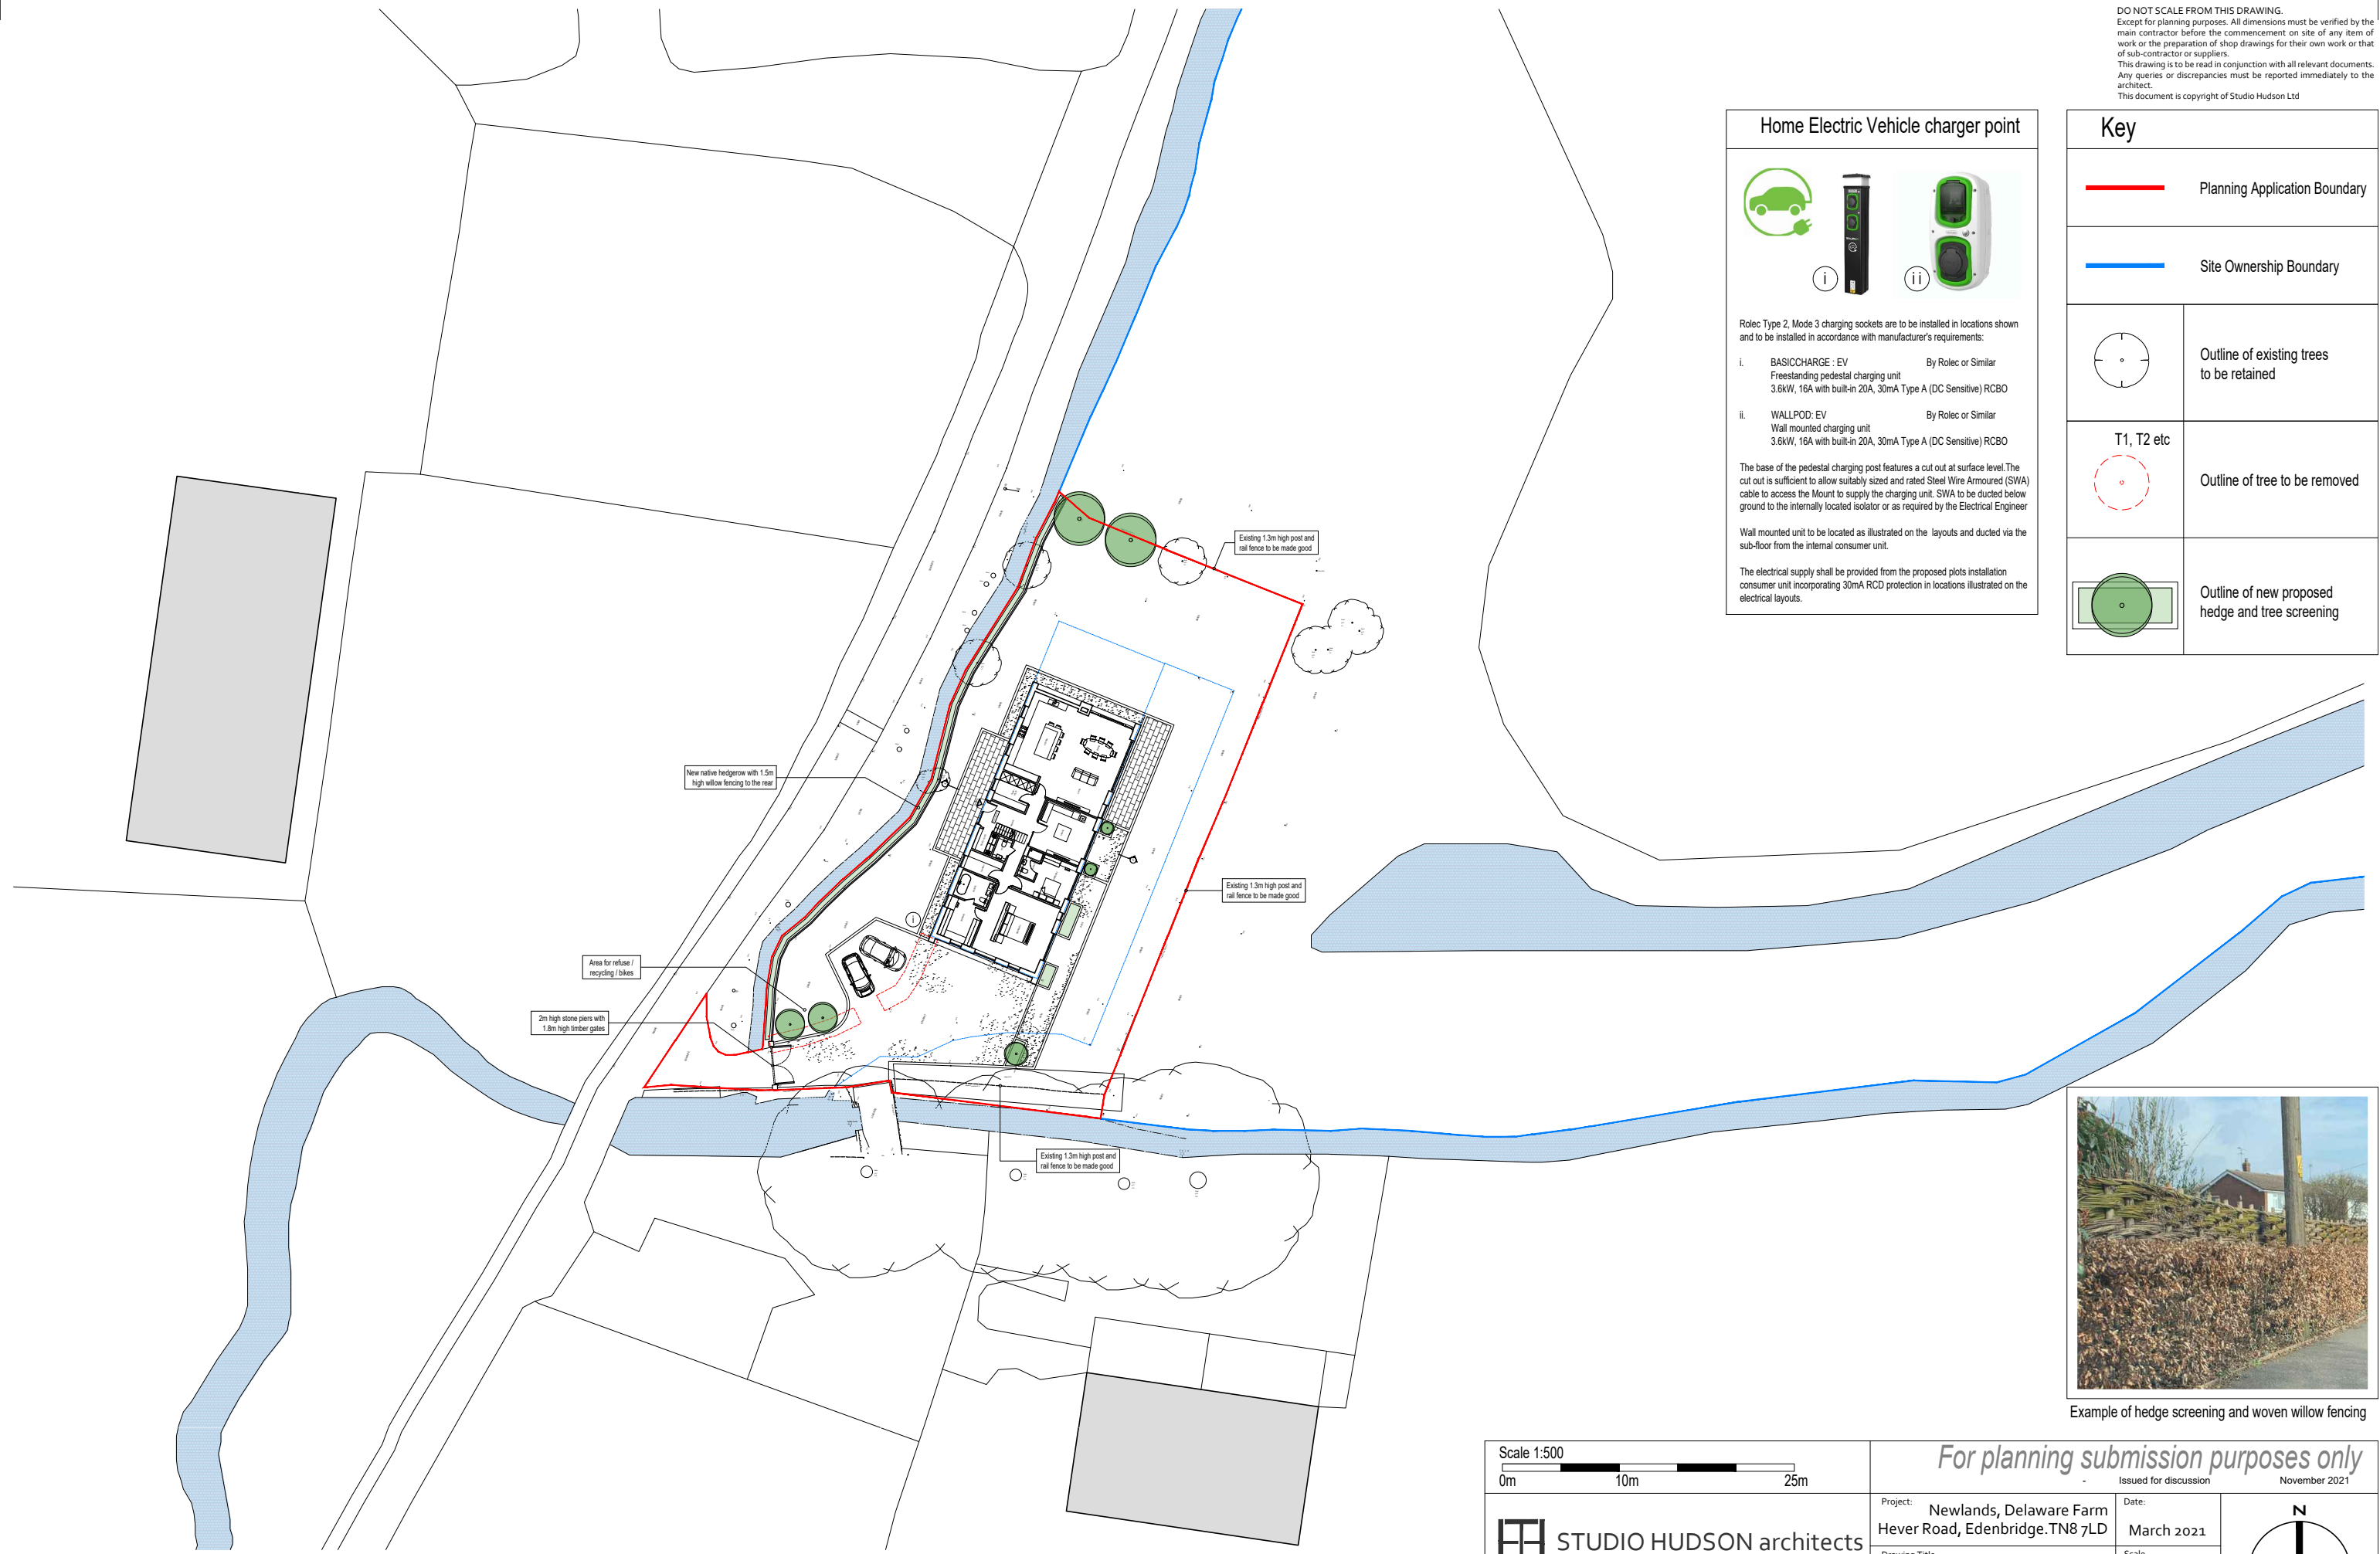 DO NOT SCALE FROM THIS DRAWING.
Except for planning purposes. All dimensions must be verified by the
main contractor before the commencement on site of any item of
work or the preparation of shop drawings for their own work or that
of sub-contractor or suppliers.
This drawing is to be read in conjunction with all relevant documents.
Any queries or discrepancies must be reported immediately to the
architect.
This document is copyright of Studio Hudson Ltd
Home Electric Vehicle charger point
i
ii
Rolec Type 2, Mode 3 charging sockets are to be installed in locations shown
and to be installed in accordance with manufacturer's requirements:
i. BASICCHARGE : EV By Rolec or Similar
Freestanding pedestal charging unit
3.6kW, 16A with built-in 20A, 30mA Type A (DC Sensitive) RCBO
ii. WALLPOD: EV By Rolec or Similar
Wall mounted charging unit
3.6kW, 16A with built-in 20A, 30mA Type A (DC Sensitive) RCBO
The base of the pedestal charging post features a cut out at surface level.The
cut out is sufficient to allow suitably sized and rated Steel Wire Armoured (SWA)
cable to access the Mount to supply the charging unit. SWA to be ducted below
ground to the internally located isolator or as required by the Electrical Engineer
Wall mounted unit to be located as illustrated on the layouts and ducted via the
sub-floor from the internal consumer unit.
The electrical supply shall be provided from the proposed plots installation
consumer unit incorporating 30mA RCD protection in locations illustrated on the
electrical layouts.
Key
Planning Application Boundary
Site Ownership Boundary
Outline of existing trees
to be retained
T1, T2 etc
Outline of tree to be removed
Outline of new proposed
hedge and tree screening
Existing 1.3m high post and
rail fence to be made good
New native hedgerow with 1.5m
high willow fencing to the rear
Existing 1.3m high post and
rail fence to be made good
i
Area for refuse /
recycling / bikes
2m high stone piers with
1.8m high timber gates
Existing 1.3m high post and
rail fence to be made good
Example of hedge screening and woven willow fencing
Scale 1:500
0m 10m 25m
For planning submission purposes only
- Issued for discussion November 2021
STUDIO HUDSON architects
Project: Newlands, Delaware Farm
Hever Road, Edenbridge.TN8 7LD
Date:
March 2021
N